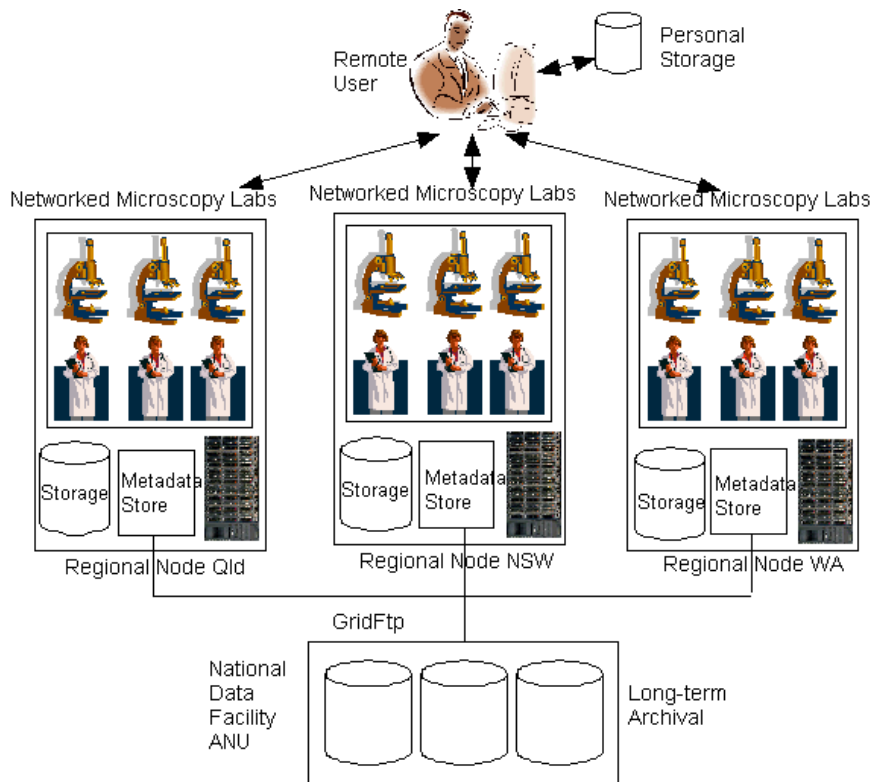 Remote
User
Personal
Storage
Networked Microscopy Labs
Networked Microscopy Labs
Networked Microscopy Labs
Storage
Metadata
Store
Storage
Metadata
Store
Storage
Metadata
Store
Regional Node Qld
Regional Node NSW
Regional Node WA
GridFtp
National
Data
Facility
ANU
Long-term
Archival